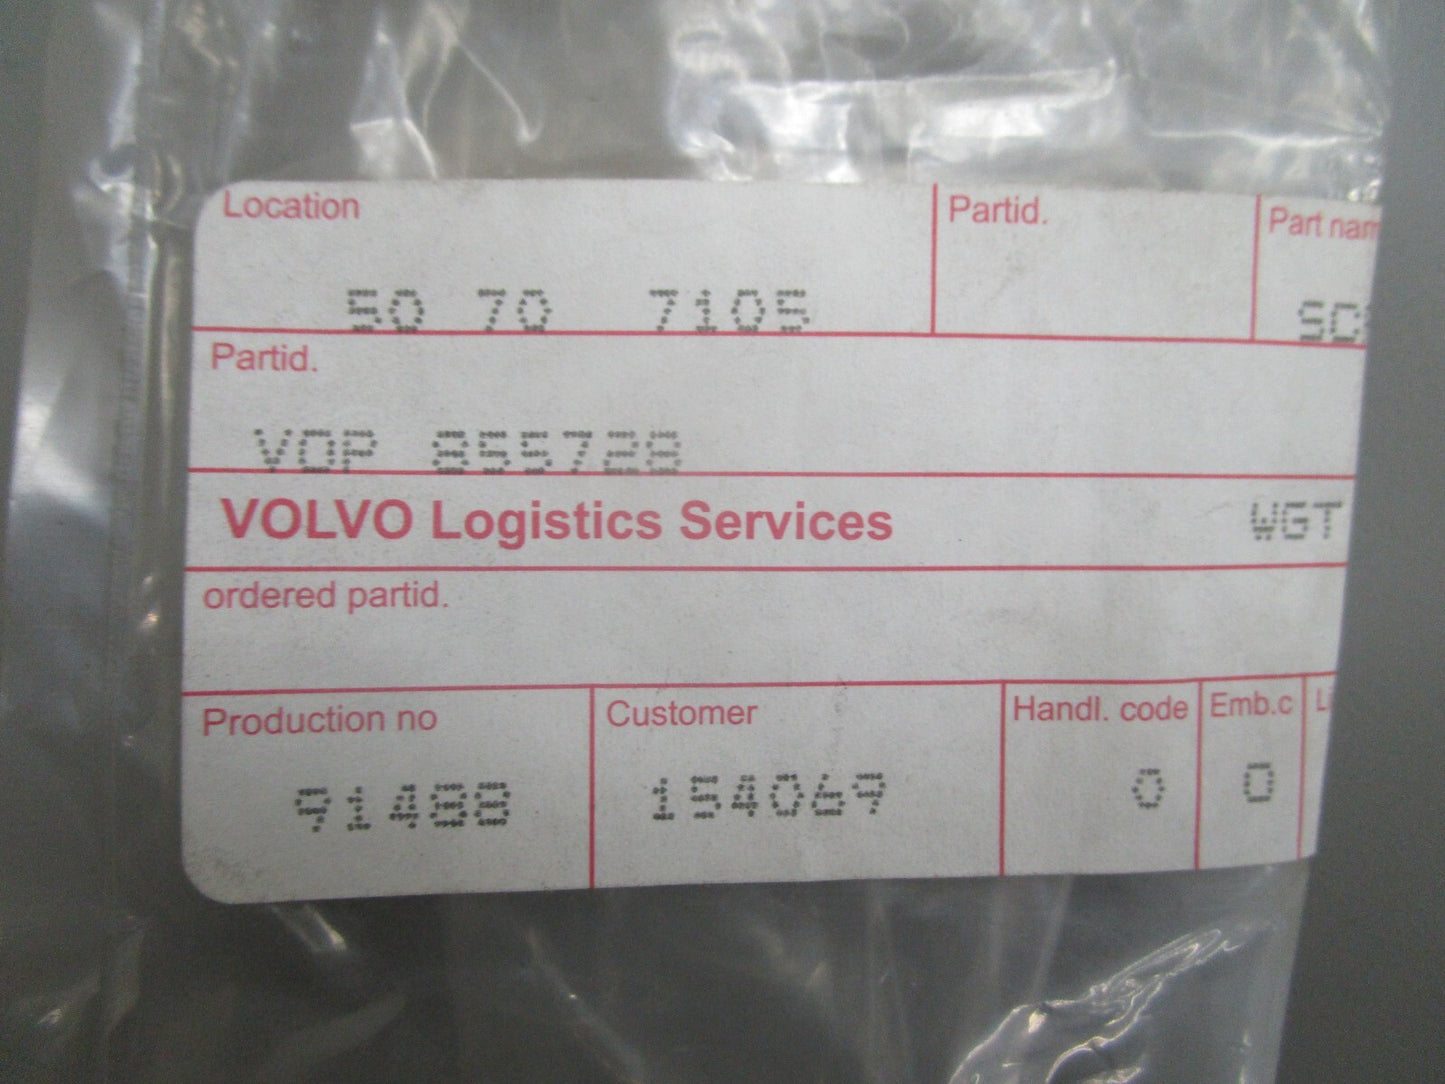 Location Partid. Part nam
50 70 7105 SC
Partid.
VOP 855728
VOLVO Logistics Services WGT
ordered partid.
Production no Customer Handl. code Emb.c Li
91488 154069 0 0